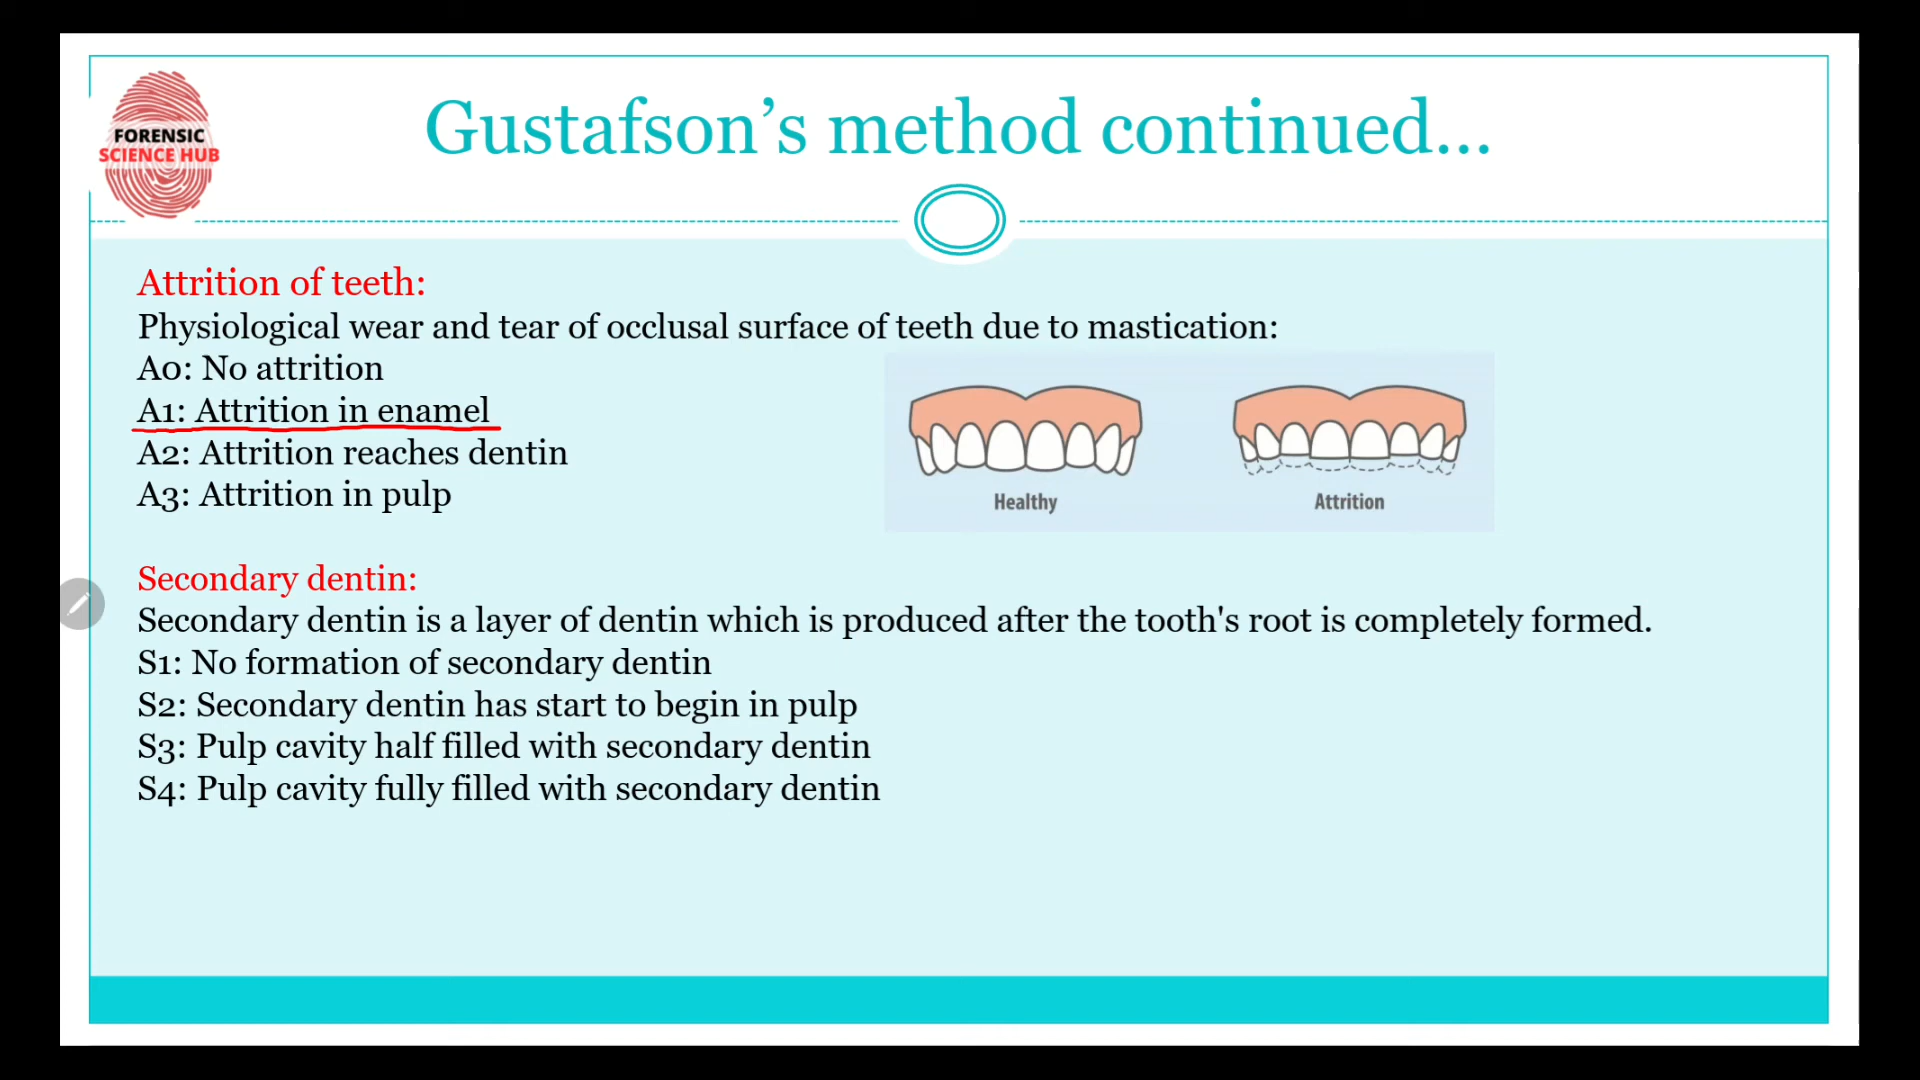 FORENSIC
SCIENCE HUB
Gustafson’s method continued…
Attrition of teeth:
Physiological wear and tear of occlusal surface of teeth due to mastication:
A0: No attrition
A1: Attrition in enamel
A2: Attrition reaches dentin
A3: Attrition in pulp
Healthy
Attrition
Secondary dentin:
Secondary dentin is a layer of dentin which is produced after the tooth's root is completely formed.
S1: No formation of secondary dentin
S2: Secondary dentin has start to begin in pulp
S3: Pulp cavity half filled with secondary dentin
S4: Pulp cavity fully filled with secondary dentin